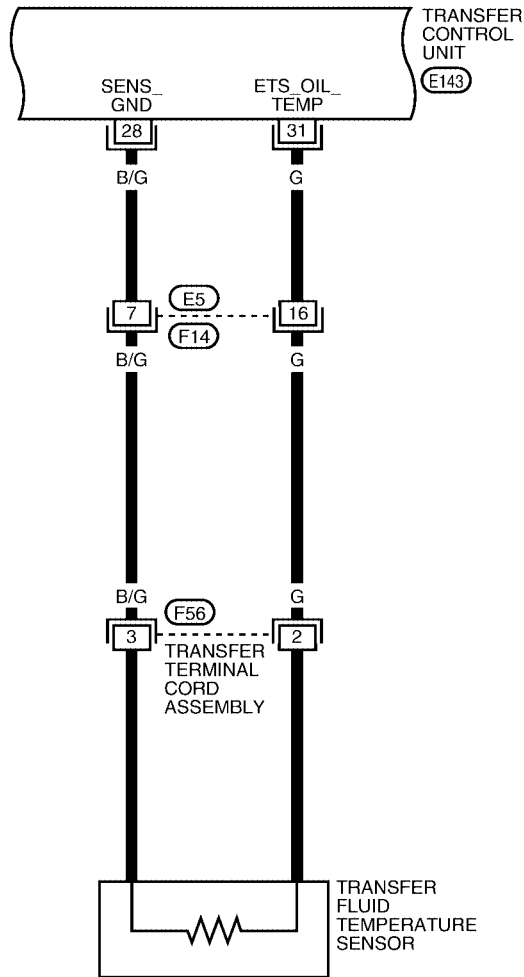 TRANSFER
CONTROL
UNIT
E143
SENS_
GND
ETS_OIL_
TEMP
28
31
B/G
G
7
E5
16
F14
B/G
G
B/G
G
F56
3
2
TRANSFER
TERMINAL
CORD
ASSEMBLY
TRANSFER
FLUID
TEMPERATURE
SENSOR